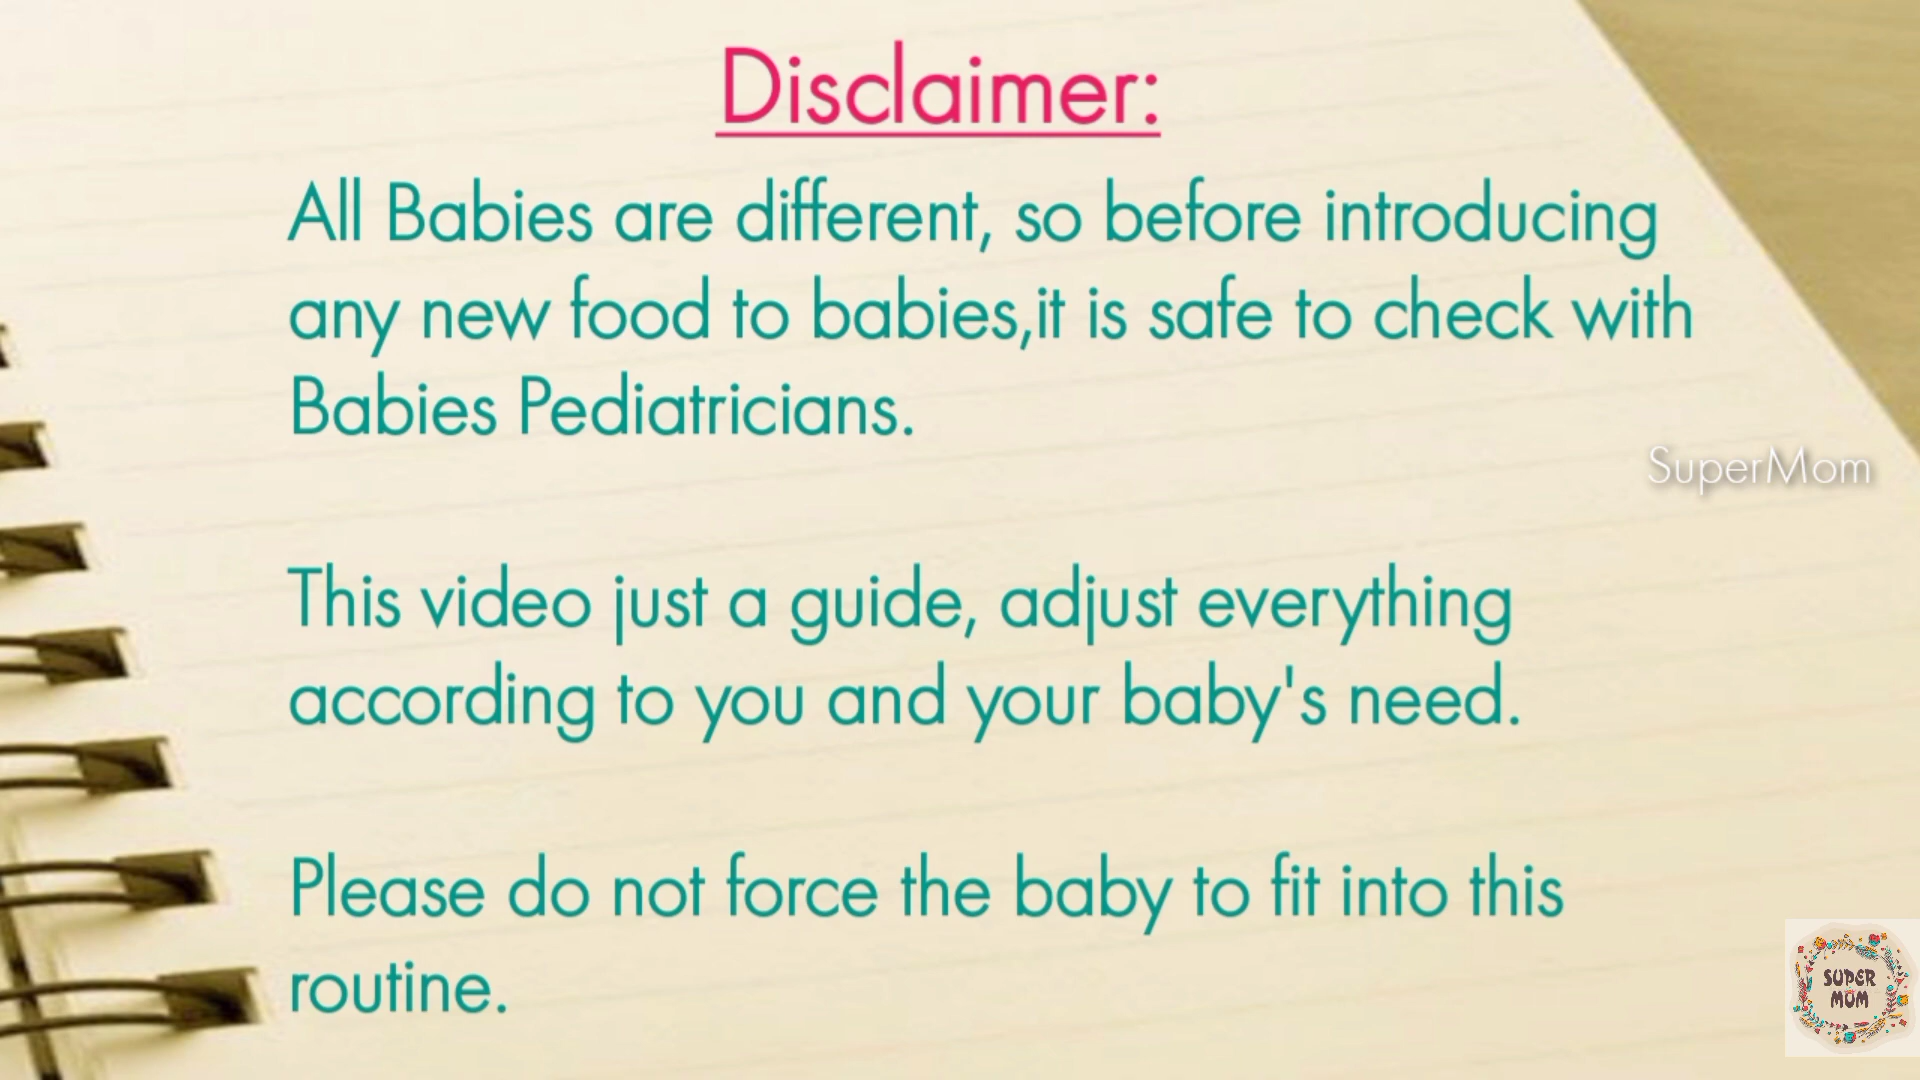 Disclaimer:
All Babies are different, so before introducing
any new food to babies,it is safe to check with
Babies Pediatricians.
SuperMom
This video just a guide, adjust everything
according to you and your baby's need.
Please do not force the baby to fit into this
routine.
SUPER
MOM